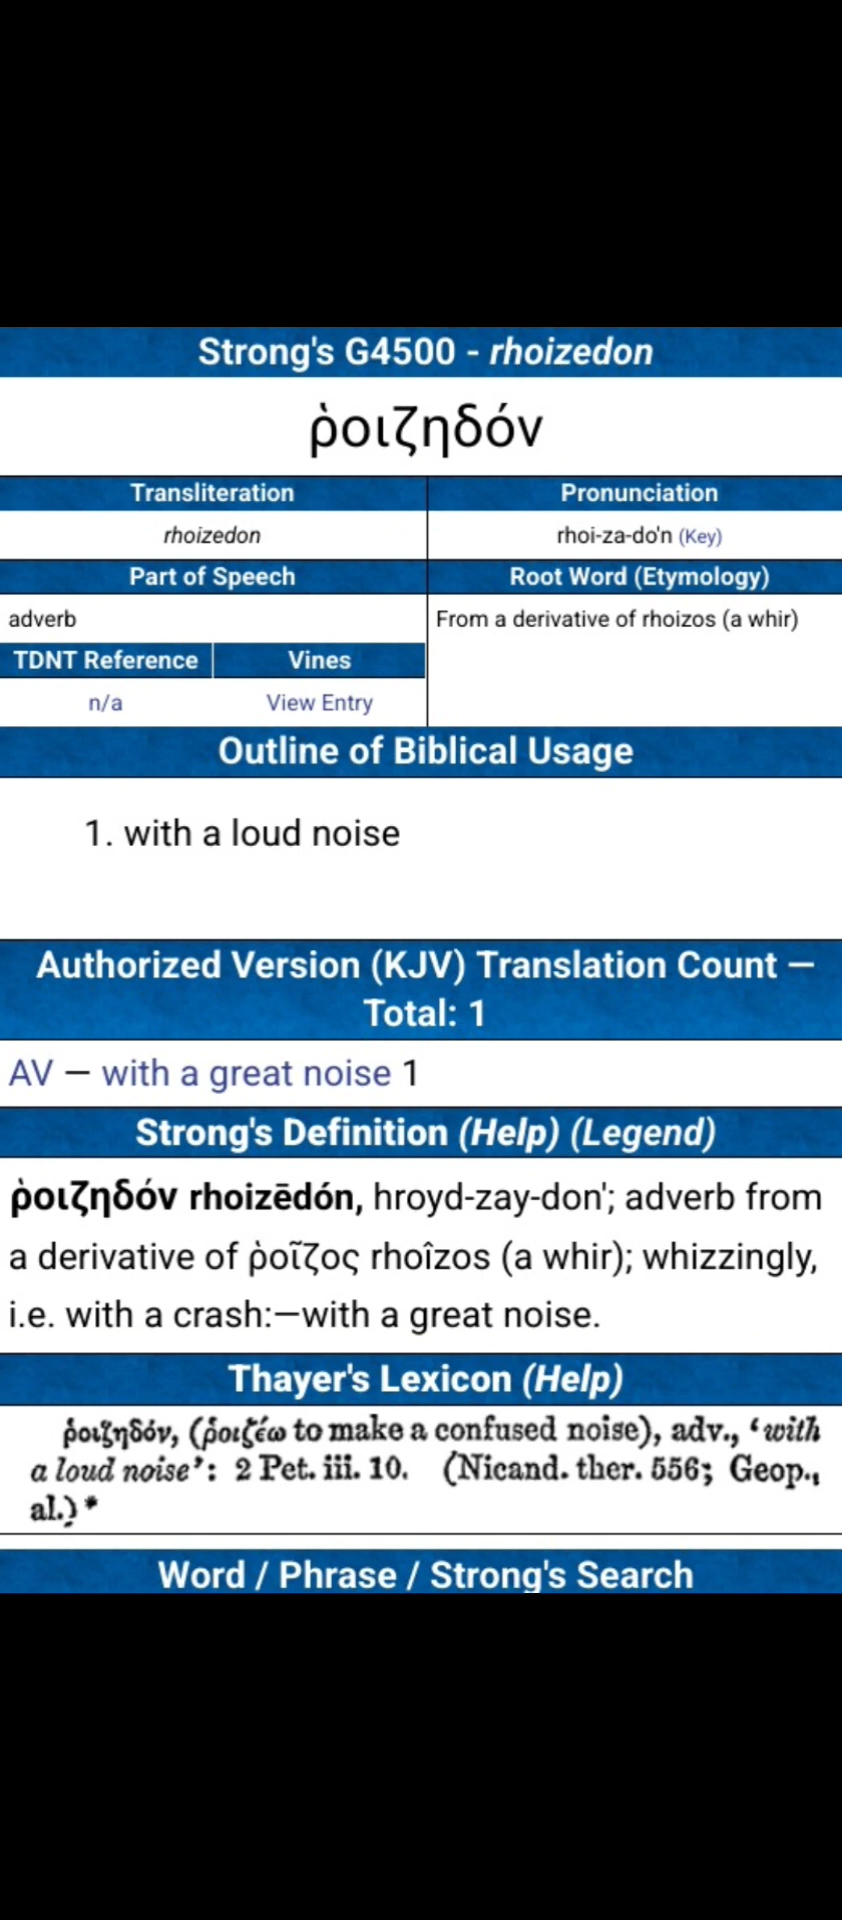 Strong's G4500 - rhoizedon
ῥοιζηδόν
Transliteration
Pronunciation
rhoizedon
rhoi-za-do'n (Key)
Part of Speech
Root Word (Etymology)
adverb
From a derivative of rhoizos (a whir)
TDNT Reference
Vines
n/a
View Entry
Outline of Biblical Usage
1. with a loud noise
Authorized Version (KJV) Translation Count —
Total: 1
AV — with a great noise 1
Strong's Definition (Help) (Legend)
ῥοιζηδόν rhoizēdón, hroyd-zay-don'; adverb from
a derivative of ῥοῖζος rhoîzos (a whir); whizzingly,
i.e. with a crash:—with a great noise.
Thayer's Lexicon (Help)
ῥοιζηδόν, (ῥοιζέω to make a confused noise), adv., ‘with
a loud noise’: 2 Pet. iii. 10. (Nicand. ther. 556; Geop.,
al.) *
Word / Phrase / Strong's Search